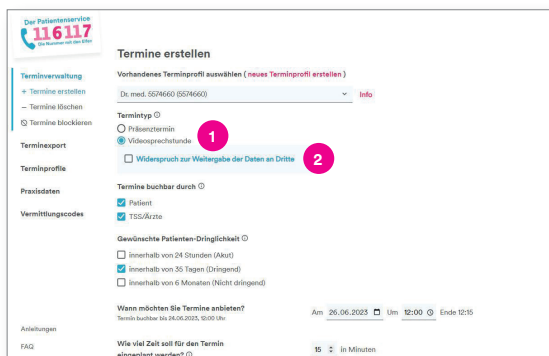 Der Patientenservice
116117
Die Nummer mit den Elfen
Terminverwaltung
+ Termine erstellen
– Termine löschen
Termine blockieren
Terminexport
Terminprofile
Praxisdaten
Vermittlungscodes
Anleitungen
FAQ
Termine erstellen
Vorhandenes Terminprofil auswählen ( neues Terminprofil erstellen )
Dr. med. 5574660 (5574660)
Info
Termintyp
Präsenztermin
Videosprechstunde
1
Widerspruch zur Weitergabe der Daten an Dritte
2
Termine buchbar durch
Patient
TSS/Ärzte
Gewünschte Patienten-Dringlichkeit
innerhalb von 24 Stunden (Akut)
innerhalb von 35 Tagen (Dringend)
innerhalb von 6 Monaten (Nicht dringend)
Wann möchten Sie Termine anbieten?
Am 26.06.2023 Um 12:00 Ende 12:15
Termin buchbar bis 24.06.2023, 12:00 Uhr
Wie viel Zeit soll für den Termin
15 in Minuten
eingeplant werden?